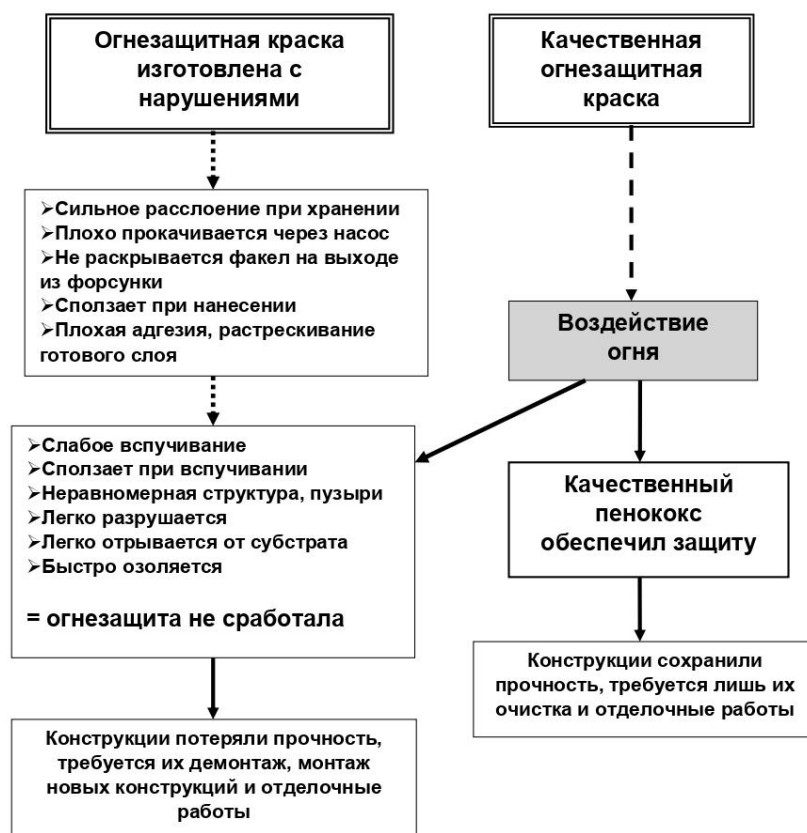 Огнезащитная краска
изготовлена с
нарушениями
Качественная
огнезащитная
краска
➢Сильное расслоение при хранении
➢Плохо прокачивается через насос
➢Не раскрывается факел на выходе
из форсунки
➢Сползает при нанесении
➢Плохая адгезия, растрескивание
готового слоя
Воздействие
огня
➢Слабое вспучивание
➢Сползает при вспучивании
➢Неравномерная структура, пузыри
➢Легко разрушается
➢Легко отрывается от субстрата
➢Быстро озоляется
= огнезащита не сработала
Качественный
пенококс
обеспечил защиту
Конструкции сохранили
прочность, требуется лишь их
очистка и отделочные работы
Конструкции потеряли прочность,
требуется их демонтаж, монтаж
новых конструкций и отделочные
работы